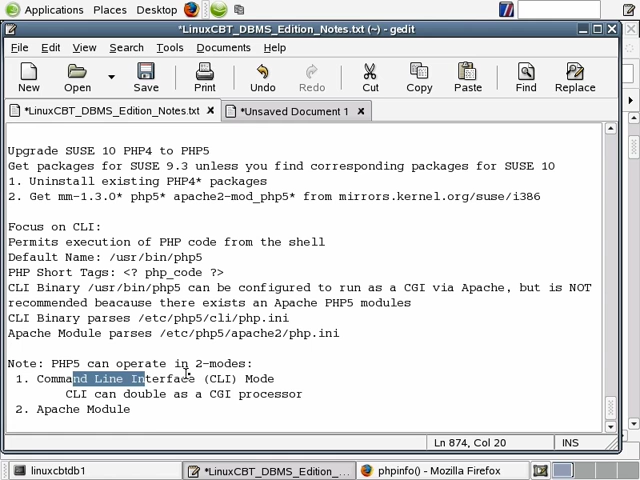 Applications Places Desktop
*LinuxCBT_DBMS_Edition_Notes.txt (~) - gedit
File Edit View Search Tools Documents Help
New Open Save Print Undo Redo Cut Copy Paste Find Replace
*LinuxCBT_DBMS_Edition_Notes.txt *Unsaved Document 1
Upgrade SUSE 10 PHP4 to PHP5
Get packages for SUSE 9.3 unless you find corresponding packages for SUSE 10
1. Uninstall existing PHP4* packages
2. Get mm-1.3.0* php5* apache2-mod_php5* from mirrors.kernel.org/suse/i386
Focus on CLI:
Permits execution of PHP code from the shell
Default Name: /usr/bin/php5
PHP Short Tags: <? php_code ?>
CLI Binary /usr/bin/php5 can be configured to run as a CGI via Apache, but is NOT
recommended beacause there exists an Apache PHP5 modules
CLI Binary parses /etc/php5/cli/php.ini
Apache Module parses /etc/php5/apache2/php.ini
Note: PHP5 can operate in 2-modes:
1. Command Line Interface (CLI) Mode
CLI can double as a CGI processor
2. Apache Module
Ln 874, Col 20 INS
linuxcbtdb1 *LinuxCBT_DBMS_Edition_... phpinfo() - Mozilla Firefox